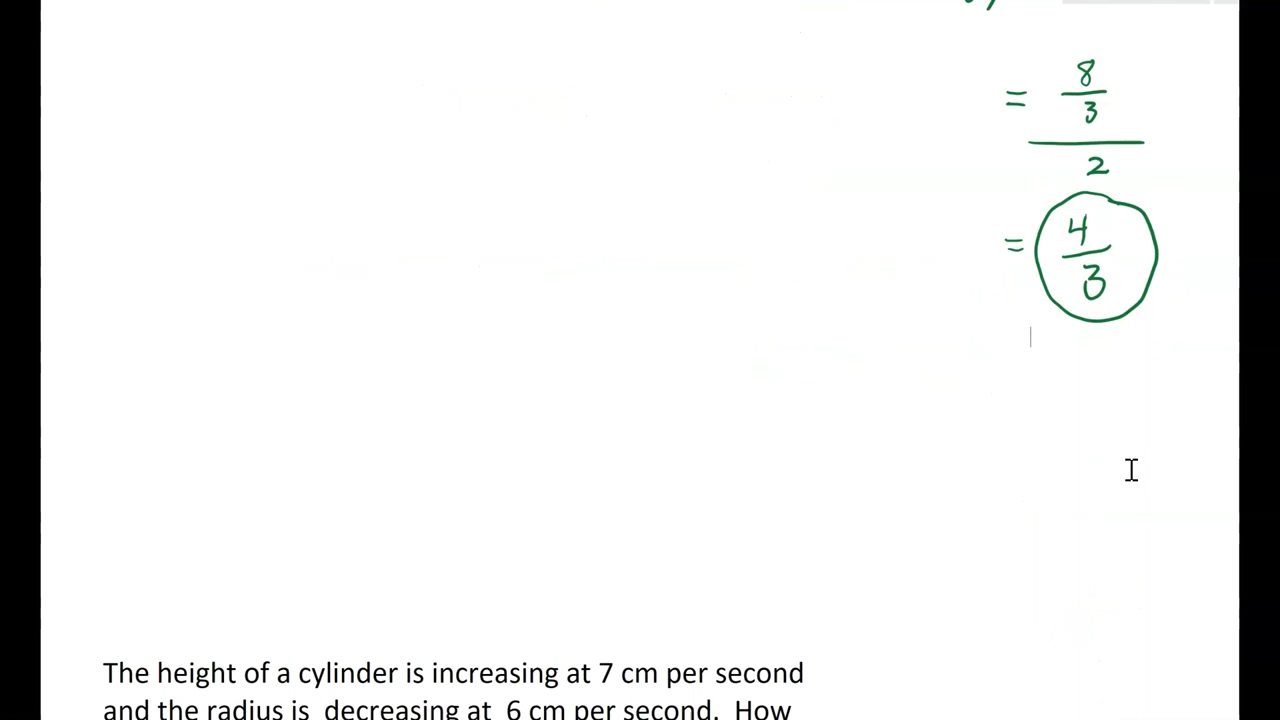 = 8/3
2
= 4/3
The height of a cylinder is increasing at 7 cm per second
and the radius is decreasing at 6 cm per second. How